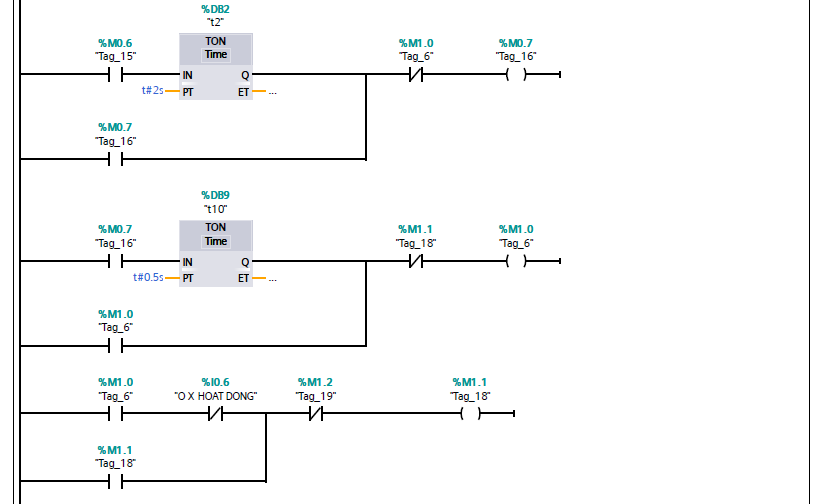 %DB2
"t2"
%M0.6
"Tag_15"
TON
Time
%M1.0
"Tag_6"
%M0.7
"Tag_16"
IN
Q
t#2s
PT
ET
...
%M0.7
"Tag_16"
%DB9
"t10"
%M0.7
"Tag_16"
TON
Time
%M1.1
"Tag_18"
%M1.0
"Tag_6"
IN
Q
t#0.5s
PT
ET
...
%M1.0
"Tag_6"
%M1.0
"Tag_6"
%I0.6
"O X HOAT DONG"
%M1.2
"Tag_19"
%M1.1
"Tag_18"
%M1.1
"Tag_18"